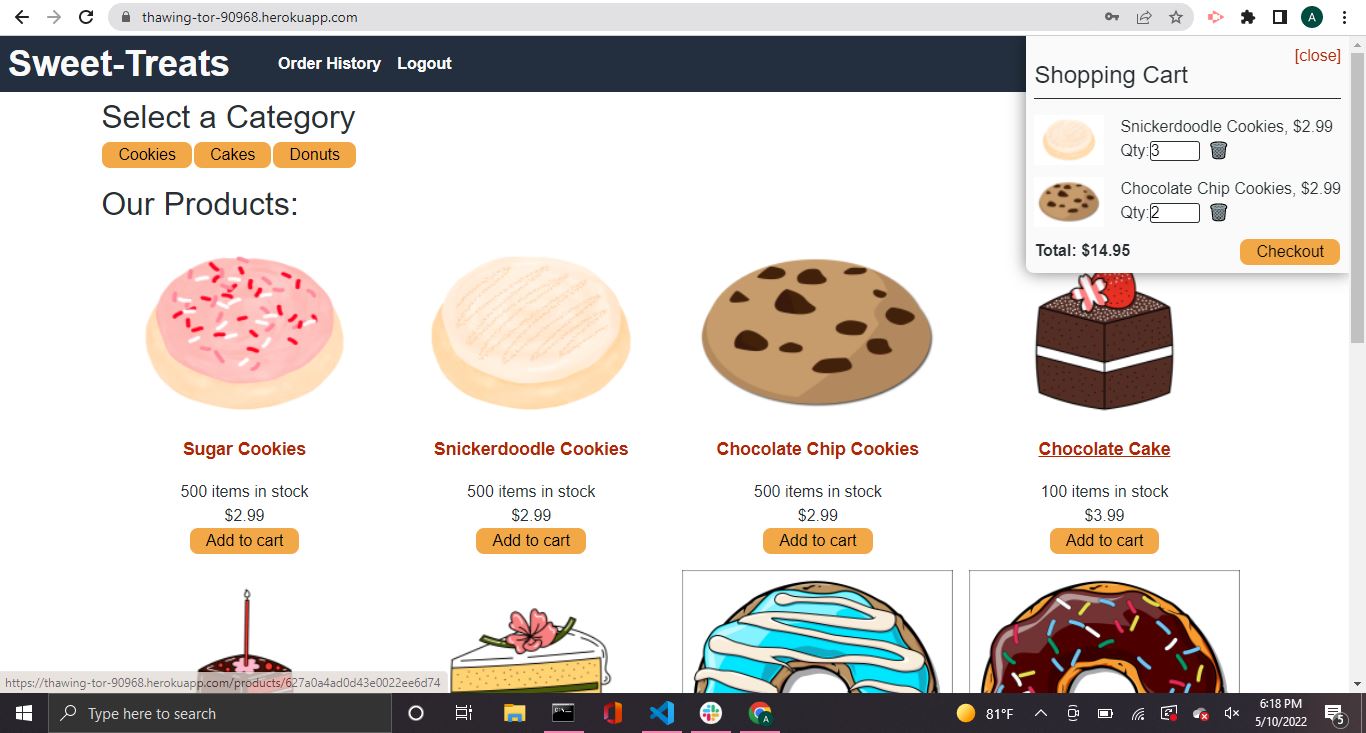 thawing-tor-90968.herokuapp.com
A
Sweet-Treats
Order History
Logout
[close]
Shopping Cart
Snickerdoodle Cookies, $2.99
Qty:3
Chocolate Chip Cookies, $2.99
Qty:2
Total: $14.95
Checkout
Select a Category
Cookies
Cakes
Donuts
Our Products:
Sugar Cookies
500 items in stock
$2.99
Add to cart
Snickerdoodle Cookies
500 items in stock
$2.99
Add to cart
Chocolate Chip Cookies
500 items in stock
$2.99
Add to cart
Chocolate Cake
100 items in stock
$3.99
Add to cart
https://thawing-tor-90968.herokuapp.com/products/627a0a4ad0d43e0022ee6d74
Type here to search
A
81°F
6:18 PM
5/10/2022
5